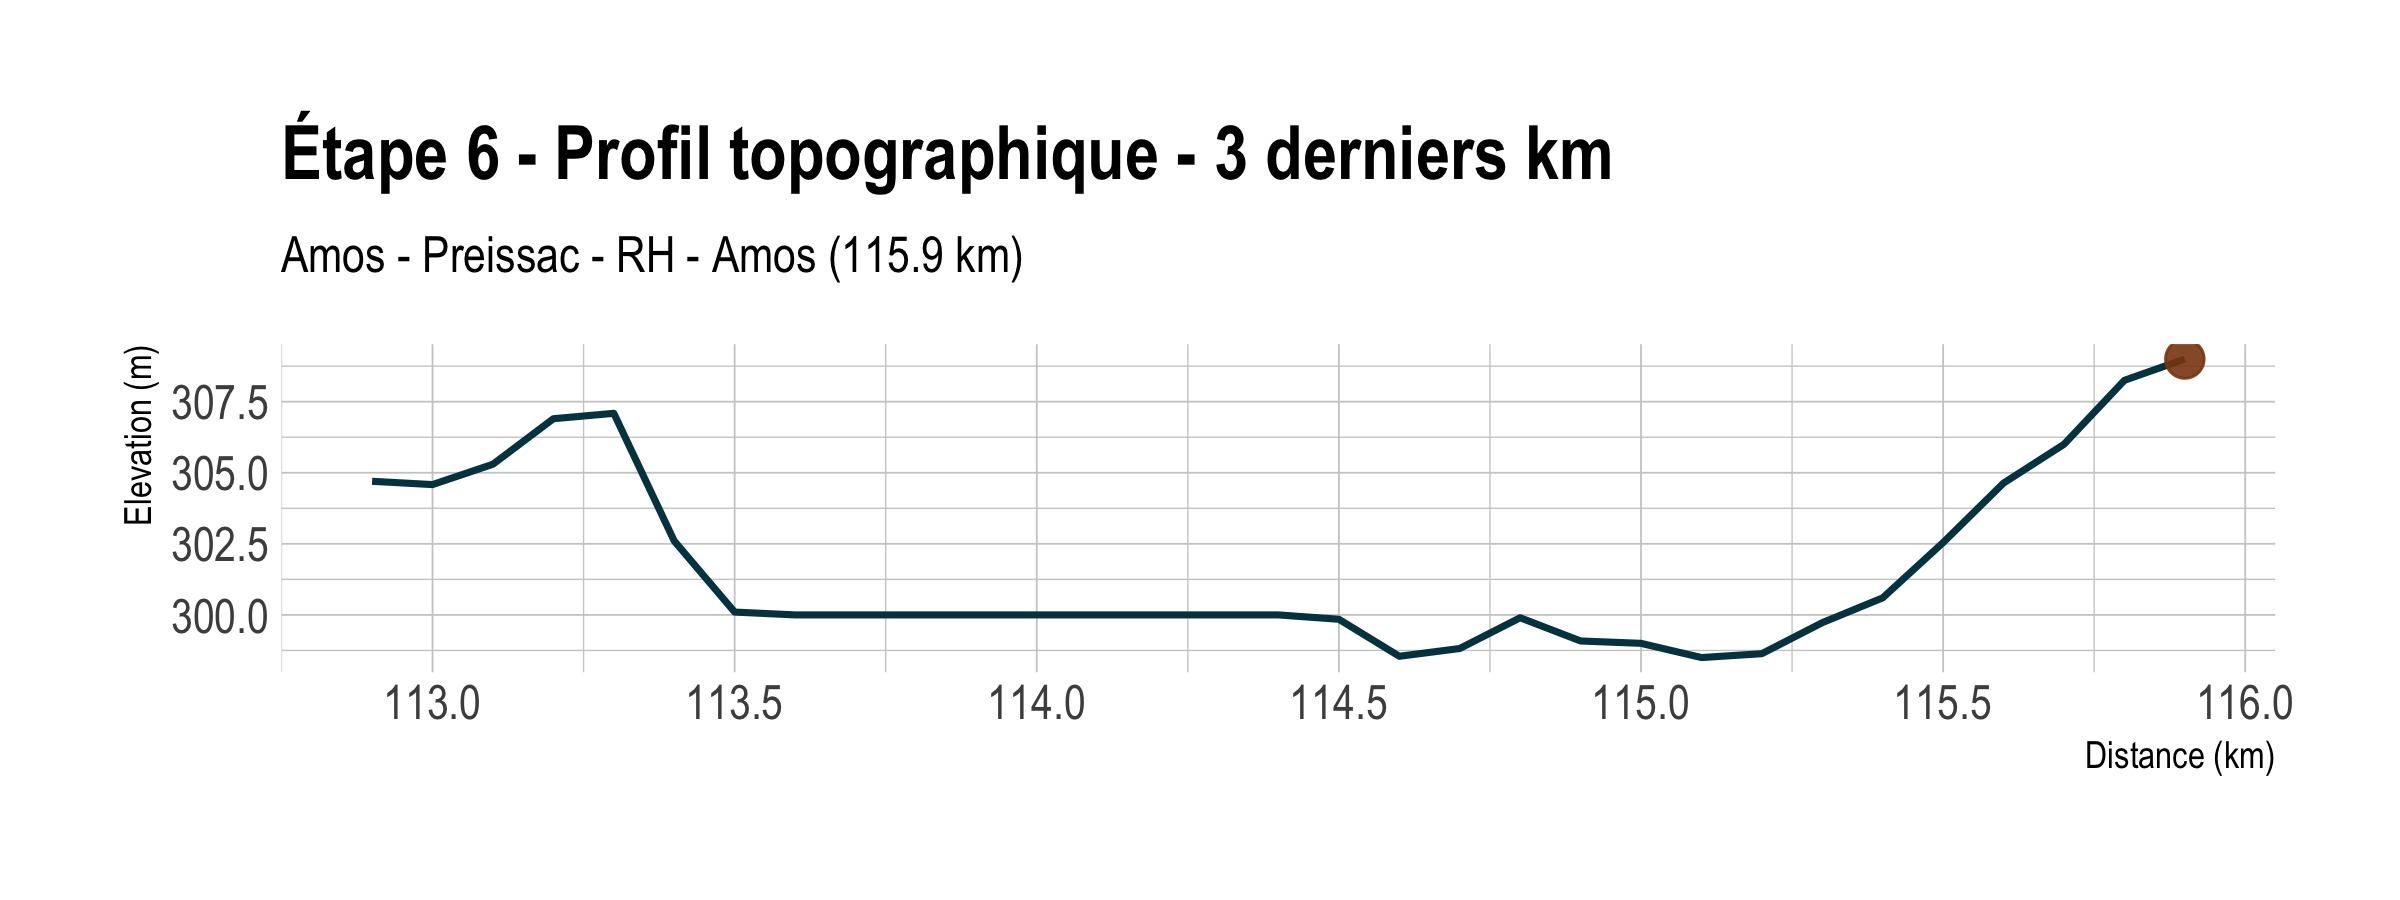 Étape 6 - Profil topographique - 3 derniers km
Amos - Preissac - RH - Amos (115.9 km)
Elevation (m)
307.5
305.0
302.5
300.0
113.0 113.5 114.0 114.5 115.0 115.5 116.0
Distance (km)